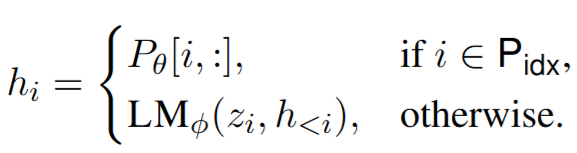 h_i = { P_θ[i, :], if i ∈ P_idx,
LM_ϕ(z_i, h_{<i}), otherwise.